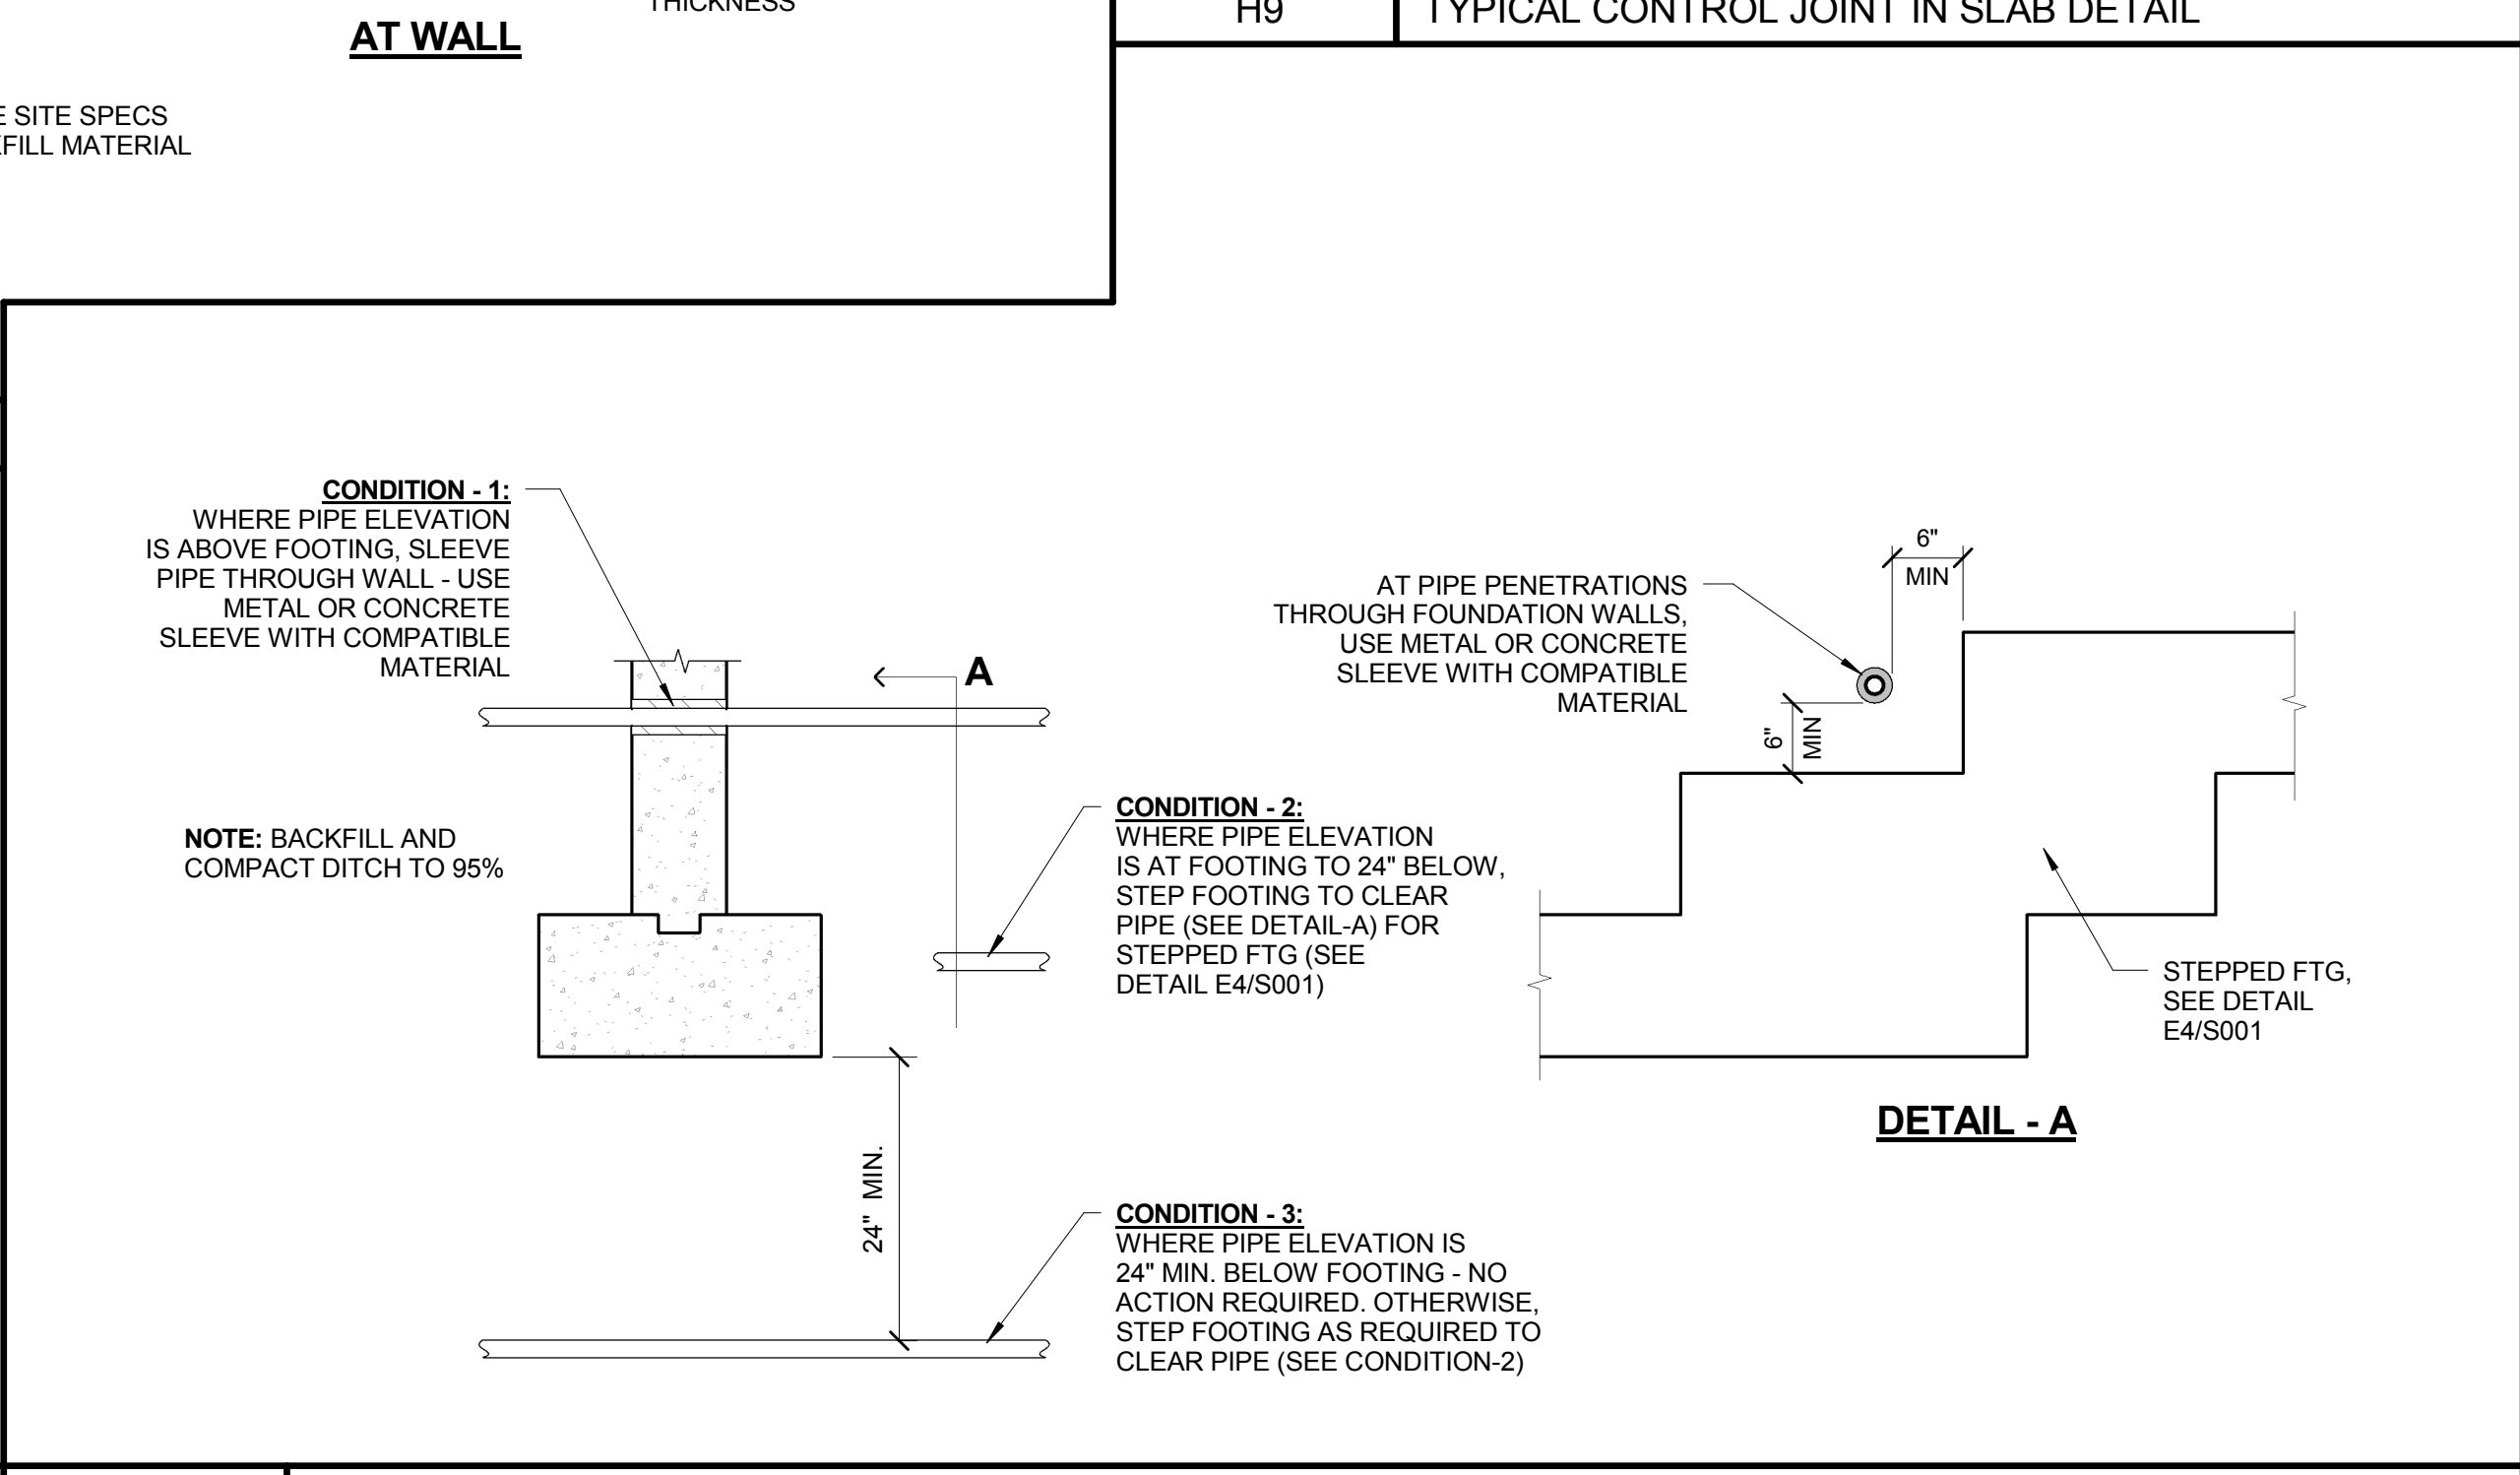 THICKNESS
AT WALL
H9
TYPICAL CONTROL JOINT IN SLAB DETAIL
SITE SPECS
MATERIAL
CONDITION - 1:
WHERE PIPE ELEVATION
IS ABOVE FOOTING, SLEEVE
PIPE THROUGH WALL - USE
METAL OR CONCRETE
SLEEVE WITH COMPATIBLE
MATERIAL
A
NOTE: BACKFILL AND
COMPACT DITCH TO 95%
CONDITION - 2:
WHERE PIPE ELEVATION
IS AT FOOTING TO 24" BELOW,
STEP FOOTING TO CLEAR
PIPE (SEE DETAIL-A) FOR
STEPPED FTG (SEE
DETAIL E4/S001)
24" MIN.
CONDITION - 3:
WHERE PIPE ELEVATION IS
24" MIN. BELOW FOOTING - NO
ACTION REQUIRED. OTHERWISE,
STEP FOOTING AS REQUIRED TO
CLEAR PIPE (SEE CONDITION-2)
AT PIPE PENETRATIONS
THROUGH FOUNDATION WALLS,
USE METAL OR CONCRETE
SLEEVE WITH COMPATIBLE
MATERIAL
6"
MIN
6"
MIN
STEPPED FTG,
SEE DETAIL
E4/S001
DETAIL - A